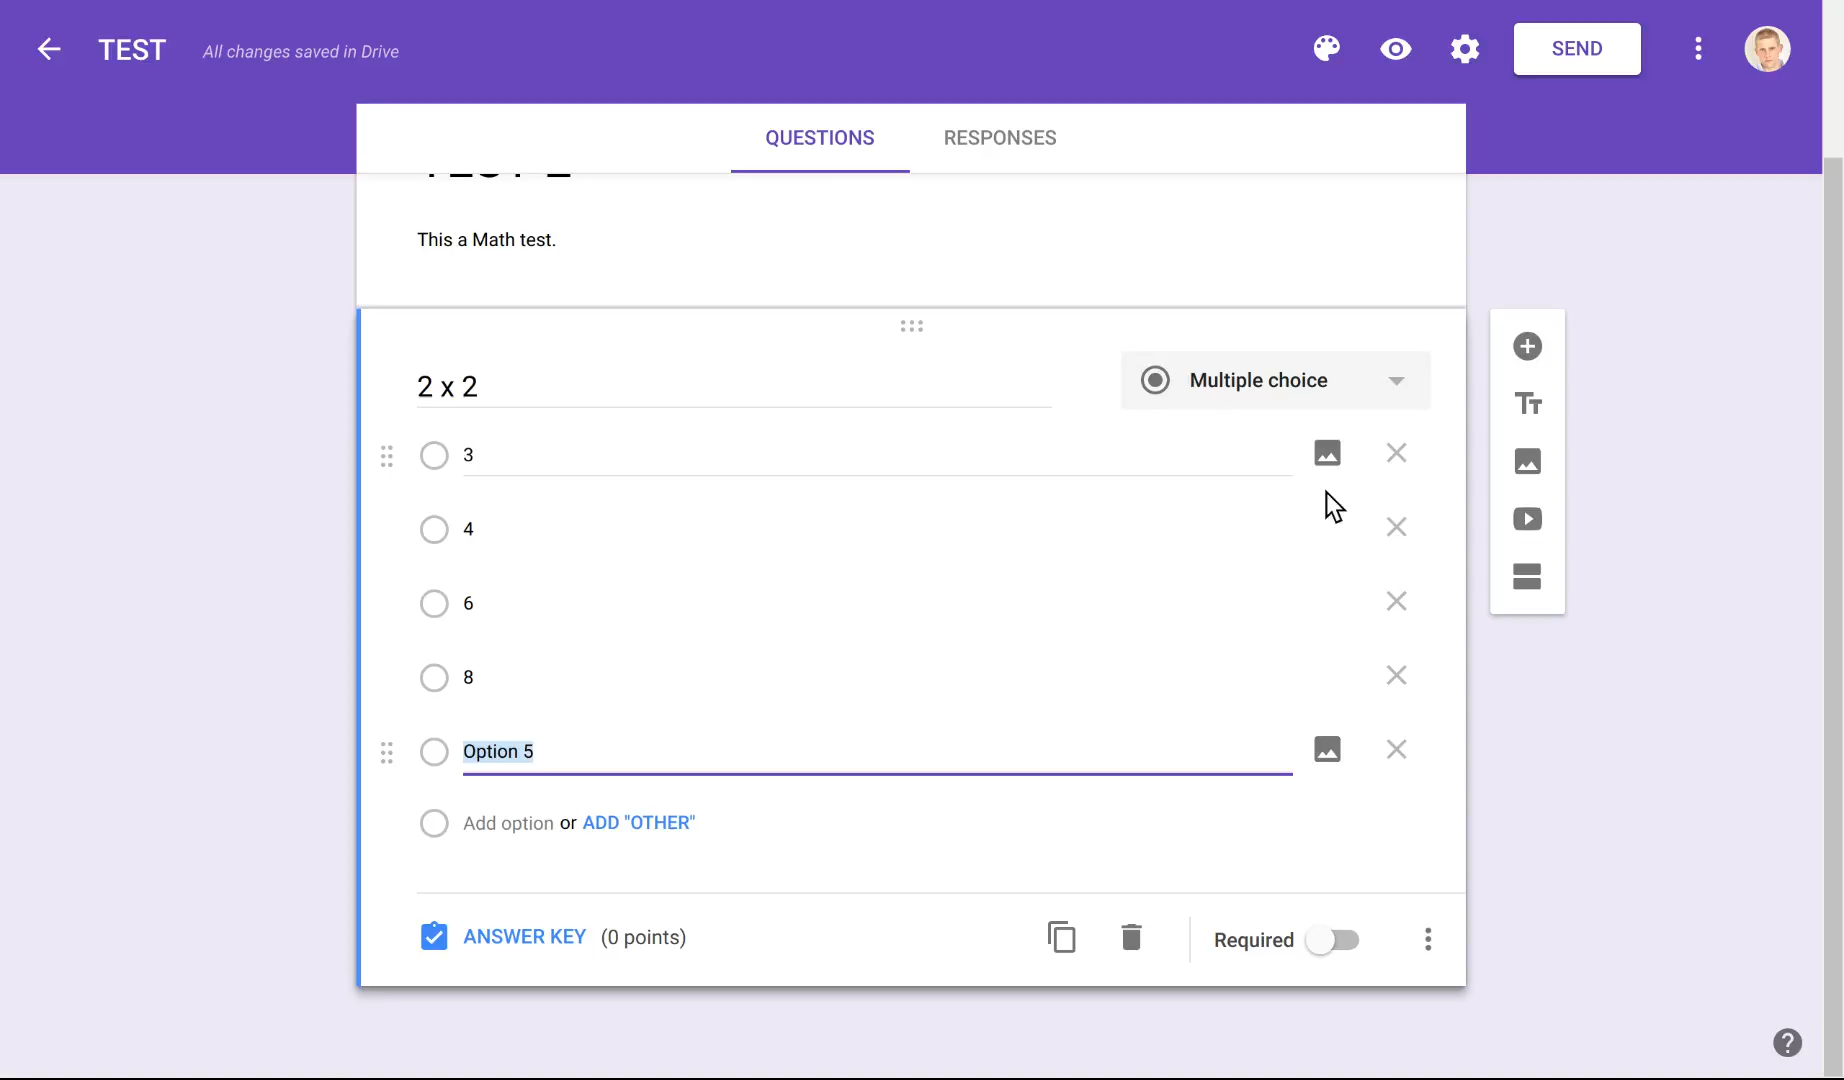 TEST All changes saved in Drive SEND
QUESTIONS RESPONSES
This a Math test.
2 x 2 Multiple choice
3
4
6
8
Option 5
Add option or ADD "OTHER"
ANSWER KEY (0 points) Required